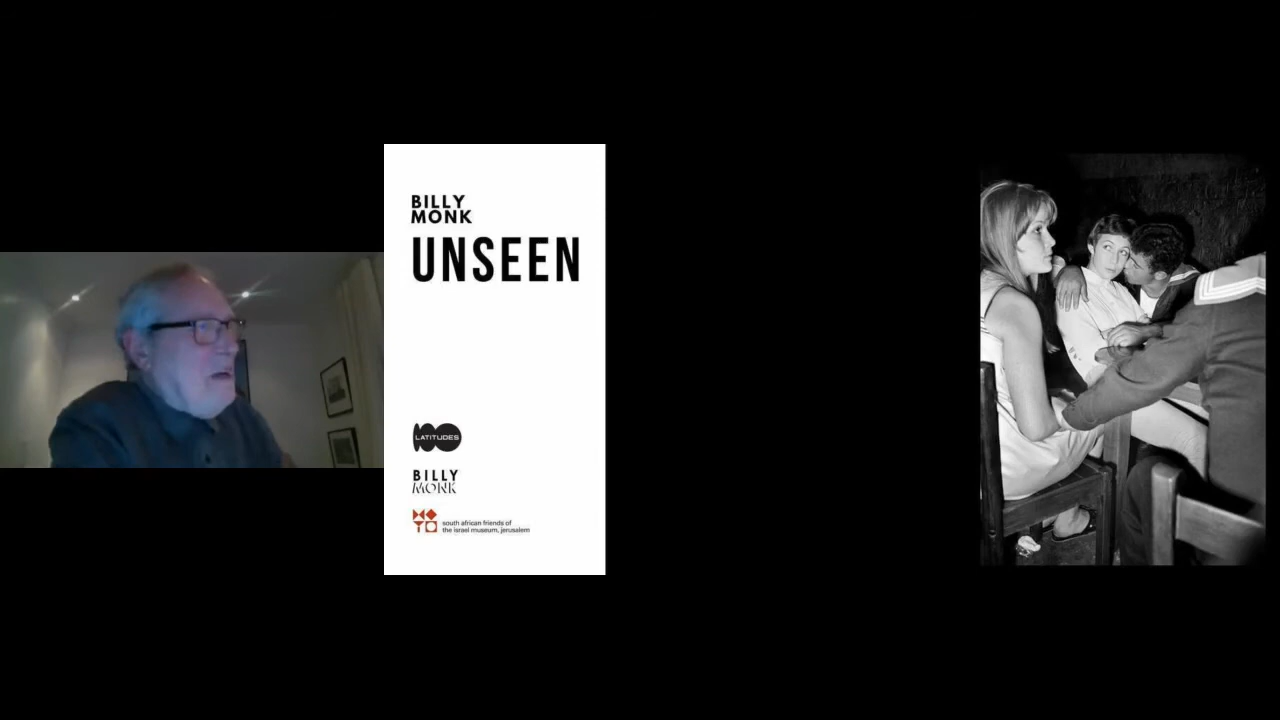 BILLY
MONK
UNSEEN
LATITUDES
BILLY
MONK
south african friends of
the israel museum, jerusalem